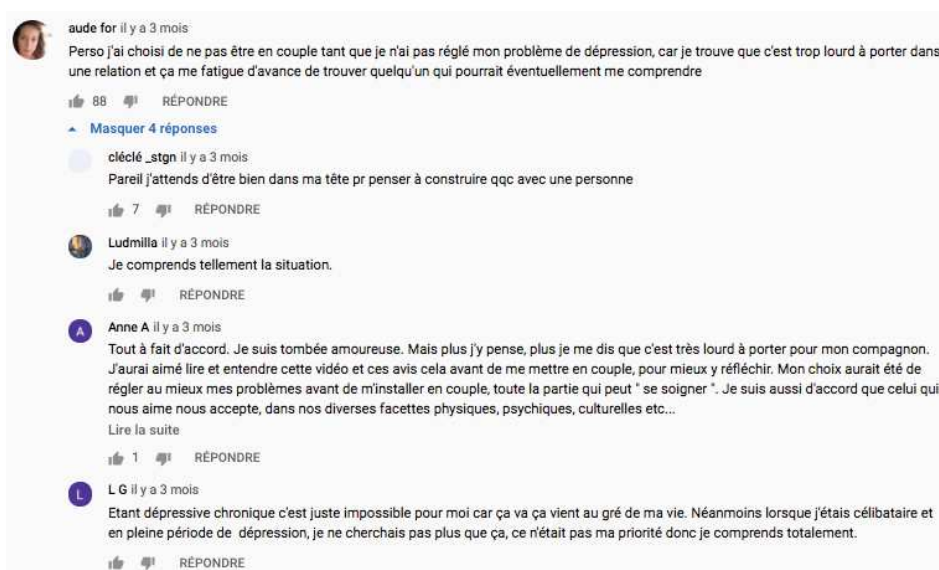 aude for il y a 3 mois
Perso j'ai choisi de ne pas être en couple tant que je n'ai pas réglé mon problème de dépression, car je trouve que c'est trop lourd à porter dans
une relation et ça me fatigue d'avance de trouver quelqu'un qui pourrait éventuellement me comprendre
88 RÉPONDRE
Masquer 4 réponses
cléclé _stgn il y a 3 mois
Pareil j'attends d'être bien dans ma tête pr penser à construire qqc avec une personne
7 RÉPONDRE
Ludmilla il y a 3 mois
Je comprends tellement la situation.
RÉPONDRE
A
Anne A il y a 3 mois
Tout à fait d'accord. Je suis tombée amoureuse. Mais plus j'y pense, plus je me dis que c'est très lourd à porter pour mon compagnon.
J'aurai aimé lire et entendre cette vidéo et ces avis cela avant de me mettre en couple, pour mieux y réfléchir. Mon choix aurait été de
régler au mieux mes problèmes avant de m'installer en couple, toute la partie qui peut " se soigner ". Je suis aussi d'accord que celui qui
nous aime nous accepte, dans nos diverses facettes physiques, psychiques, culturelles etc...
Lire la suite
1 RÉPONDRE
L
L G il y a 3 mois
Etant dépressive chronique c'est juste impossible pour moi car ça va ça vient au gré de ma vie. Néanmoins lorsque j'étais célibataire et
en pleine période de dépression, je ne cherchais pas plus que ça, ce n'était pas ma priorité donc je comprends totalement.
RÉPONDRE